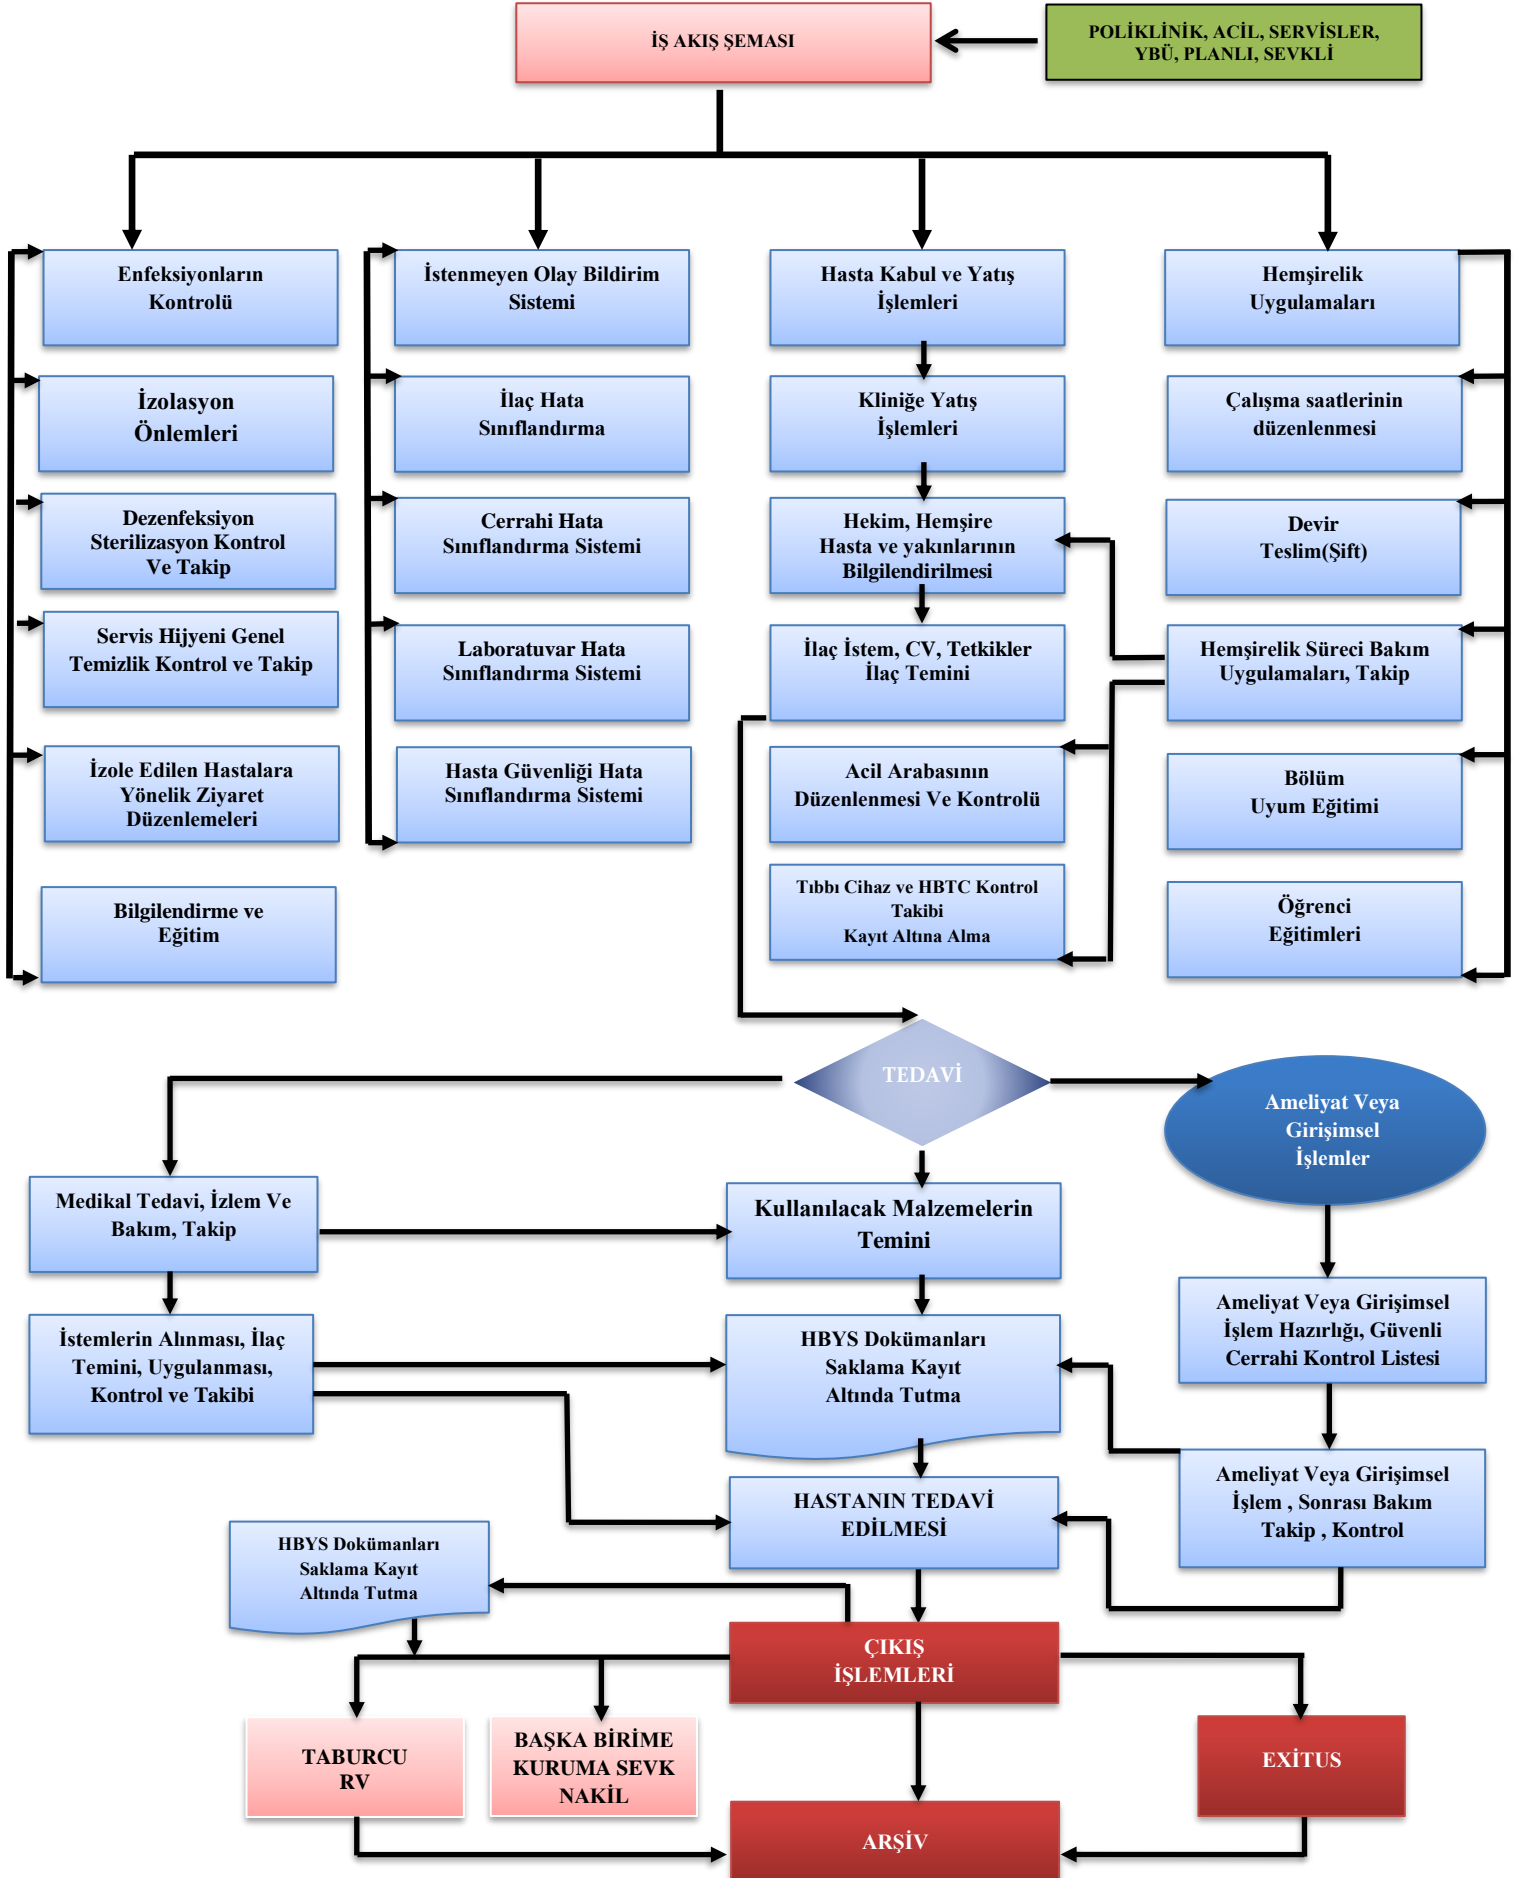 İŞ AKIŞ ŞEMASI
POLİKLİNİK, ACİL, SERVİSLER,
YBÜ, PLANLI, SEVKLİ
Enfeksiyonların
Kontrolü
İstenmeyen Olay Bildirim
Sistemi
Hasta Kabul ve Yatış
İşlemleri
Hemşirelik
Uygulamaları
İzolasyon
Önlemleri
İlaç Hata
Sınıflandırma
Kliniğe Yatış
İşlemleri
Çalışma saatlerinin
düzenlenmesi
Dezenfeksiyon
Sterilizasyon Kontrol
Ve Takip
Cerrahi Hata
Sınıflandırma Sistemi
Hekim, Hemşire
Hasta ve yakınlarının
Bilgilendirilmesi
Devir
Teslim(Şift)
Servis Hijyeni Genel
Temizlik Kontrol ve Takip
Laboratuvar Hata
Sınıflandırma Sistemi
İlaç İstem, CV, Tetkikler
İlaç Temini
Hemşirelik Süreci Bakım
Uygulamaları, Takip
İzole Edilen Hastalara
Yönelik Ziyaret
Düzenlemeleri
Hasta Güvenliği Hata
Sınıflandırma Sistemi
Acil Arabasının
Düzenlenmesi Ve Kontrolü
Bölüm
Uyum Eğitimi
Bilgilendirme ve
Eğitim
Tıbbı Cihaz ve HBTC Kontrol
Takibi
Kayıt Altına Alma
Öğrenci
Eğitimleri
TEDAVİ
Ameliyat Veya
Girişimsel
İşlemler
Medikal Tedavi, İzlem Ve
Bakım, Takip
Kullanılacak Malzemelerin
Temini
Ameliyat Veya Girişimsel
İşlem Hazırlığı, Güvenli
Cerrahi Kontrol Listesi
İstemlerin Alınması, İlaç
Temini, Uygulanması,
Kontrol ve Takibi
HBYS Dokümanları
Saklama Kayıt
Altında Tutma
Ameliyat Veya Girişimsel
İşlem , Sonrası Bakım
Takip , Kontrol
HASTANIN TEDAVİ
EDİLMESİ
HBYS Dokümanları
Saklama Kayıt
Altında Tutma
ÇIKIŞ
İŞLEMLERİ
TABURCU
RV
BAŞKA BİRİME
KURUMA SEVK
NAKİL
EXİTUS
ARŞİV